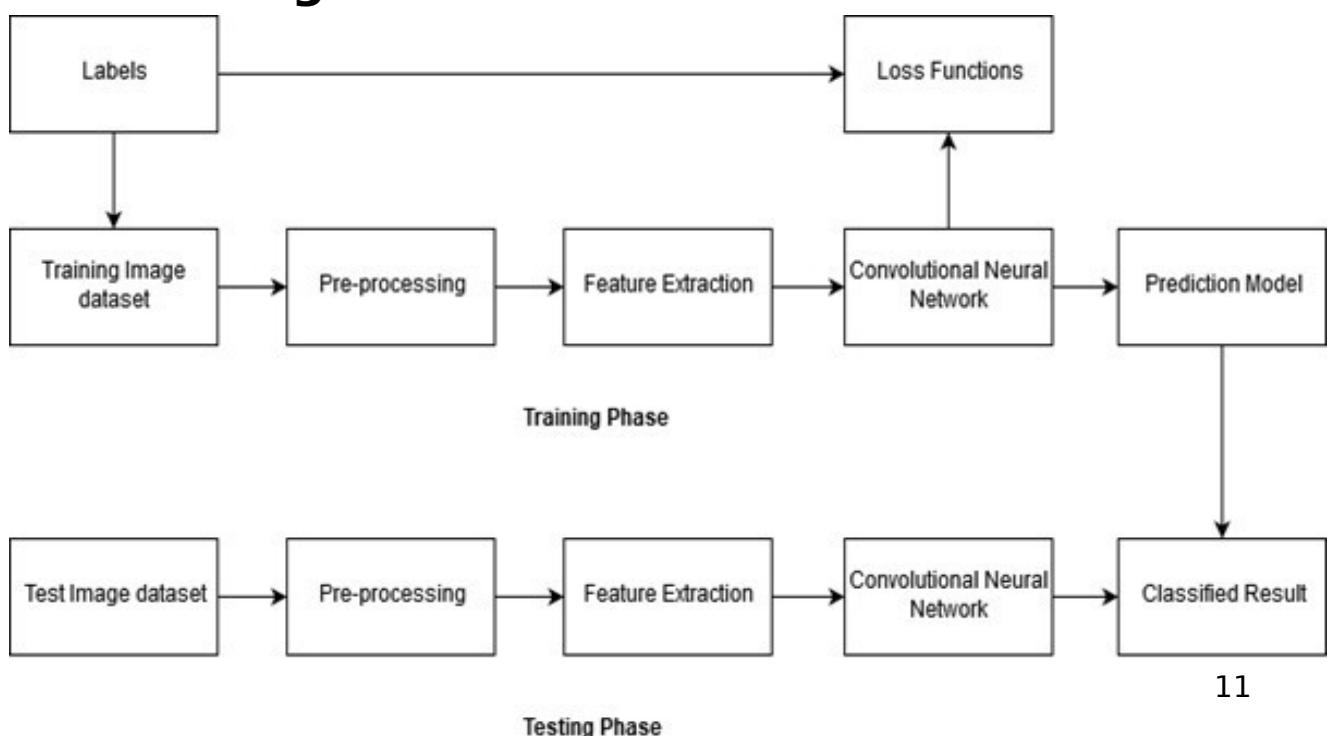 Labels
Loss Functions
Training Image
dataset
Pre-processing
Feature Extraction
Convolutional Neural
Network
Prediction Model
Training Phase
Test Image dataset
Pre-processing
Feature Extraction
Convolutional Neural
Network
Classified Result
11
Testing Phase